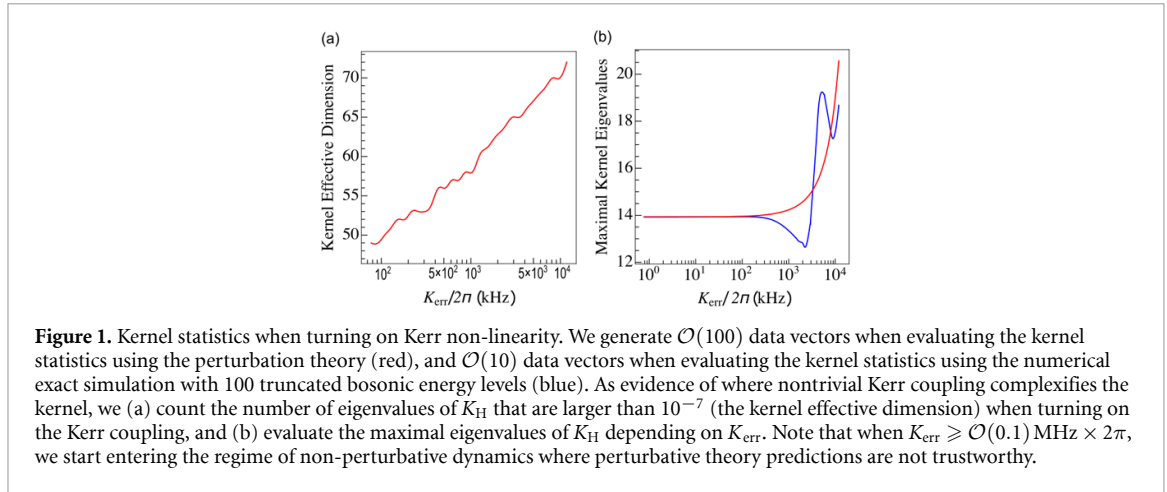 (a)
Kernel Effective Dimension
70
65
60
55
50
10² 5×10² 10³ 5×10³ 10⁴
K_err/2π (kHz)
(b)
Maximal Kernel Eigenvalues
20
18
16
14
12
10⁰ 10¹ 10² 10³ 10⁴
K_err/2π (kHz)
Figure 1. Kernel statistics when turning on Kerr non-linearity. We generate 𝒪(100) data vectors when evaluating the kernel
statistics using the perturbation theory (red), and 𝒪(10) data vectors when evaluating the kernel statistics using the numerical
exact simulation with 100 truncated bosonic energy levels (blue). As evidence of where nontrivial Kerr coupling complexifies the
kernel, we (a) count the number of eigenvalues of K_H that are larger than 10⁻⁷ (the kernel effective dimension) when turning on
the Kerr coupling, and (b) evaluate the maximal eigenvalues of K_H depending on K_err. Note that when K_err ⩾ 𝒪(0.1) MHz × 2π,
we start entering the regime of non-perturbative dynamics where perturbative theory predictions are not trustworthy.